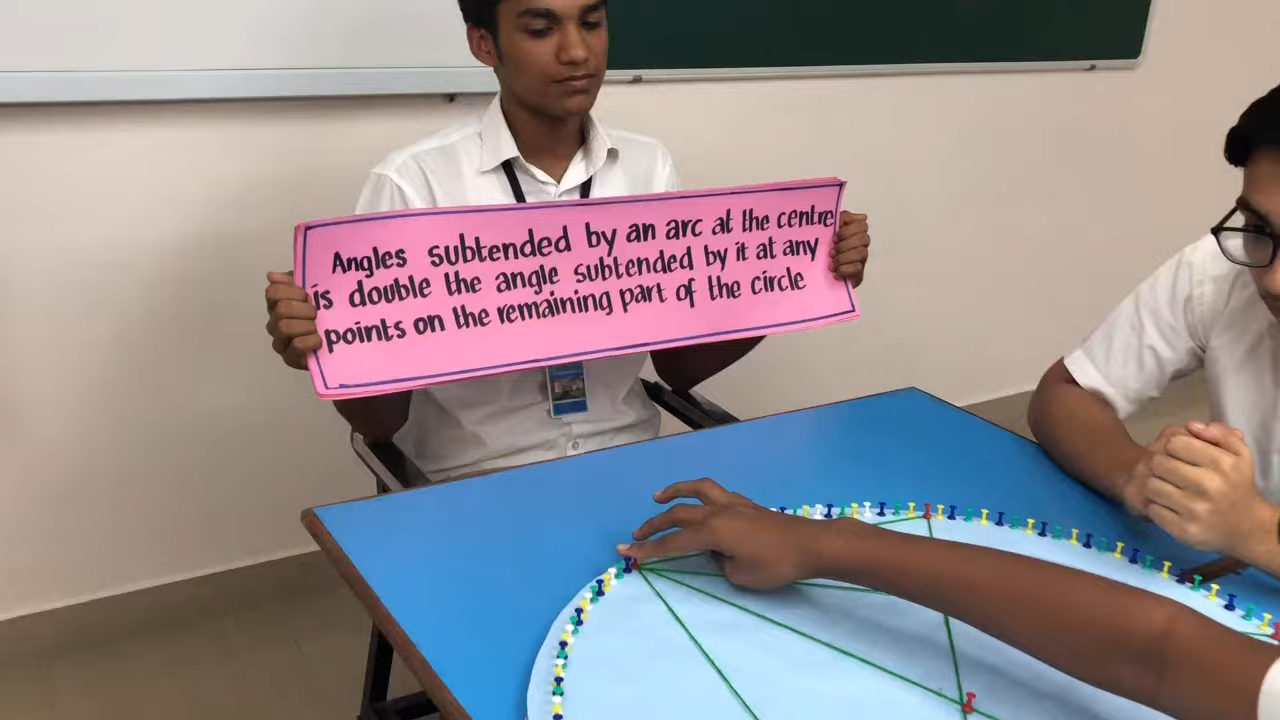 Angles subtended by an arc at the centre
is double the angle subtended by it at any
points on the remaining part of the circle